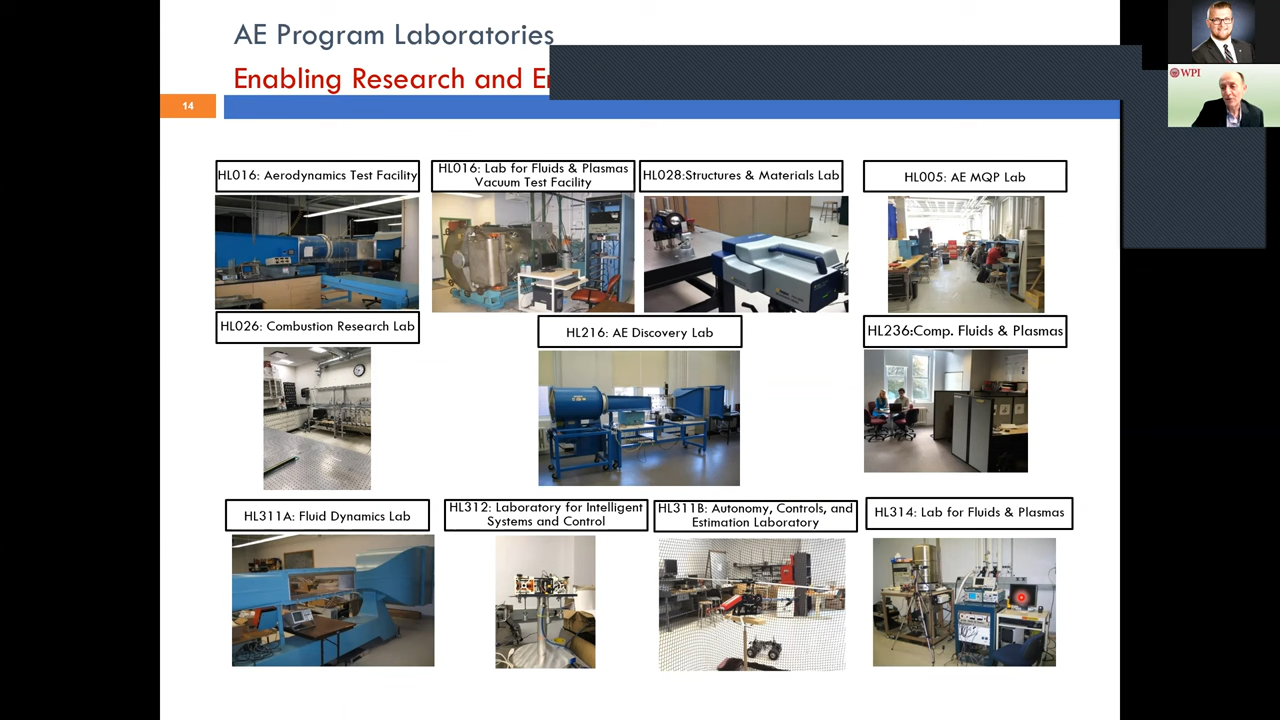 AE Program Laboratories
Enabling Research and
14
WPI
HL016: Aerodynamics Test Facility
HL016: Lab for Fluids & Plasmas
Vacuum Test Facility
HL028:Structures & Materials Lab
HL005: AE MQP Lab
HL026: Combustion Research Lab
HL216: AE Discovery Lab
HL236:Comp. Fluids & Plasmas
HL311A: Fluid Dynamics Lab
HL312: Laboratory for Intelligent
Systems and Control
HL311B: Autonomy, Controls, and
Estimation Laboratory
HL314: Lab for Fluids & Plasmas